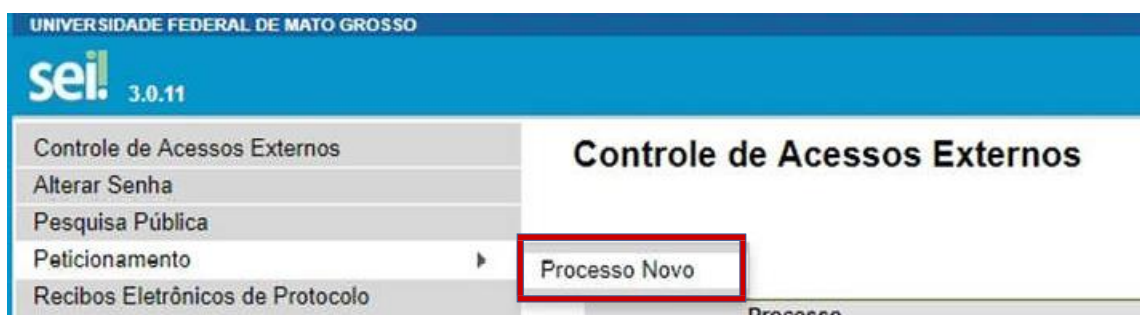 UNIVERSIDADE FEDERAL DE MATO GROSSO
sei! 3.0.11
Controle de Acessos Externos
Alterar Senha
Pesquisa Pública
Peticionamento
Recibos Eletrônicos de Protocolo
Controle de Acessos Externos
Processo Novo
Processo